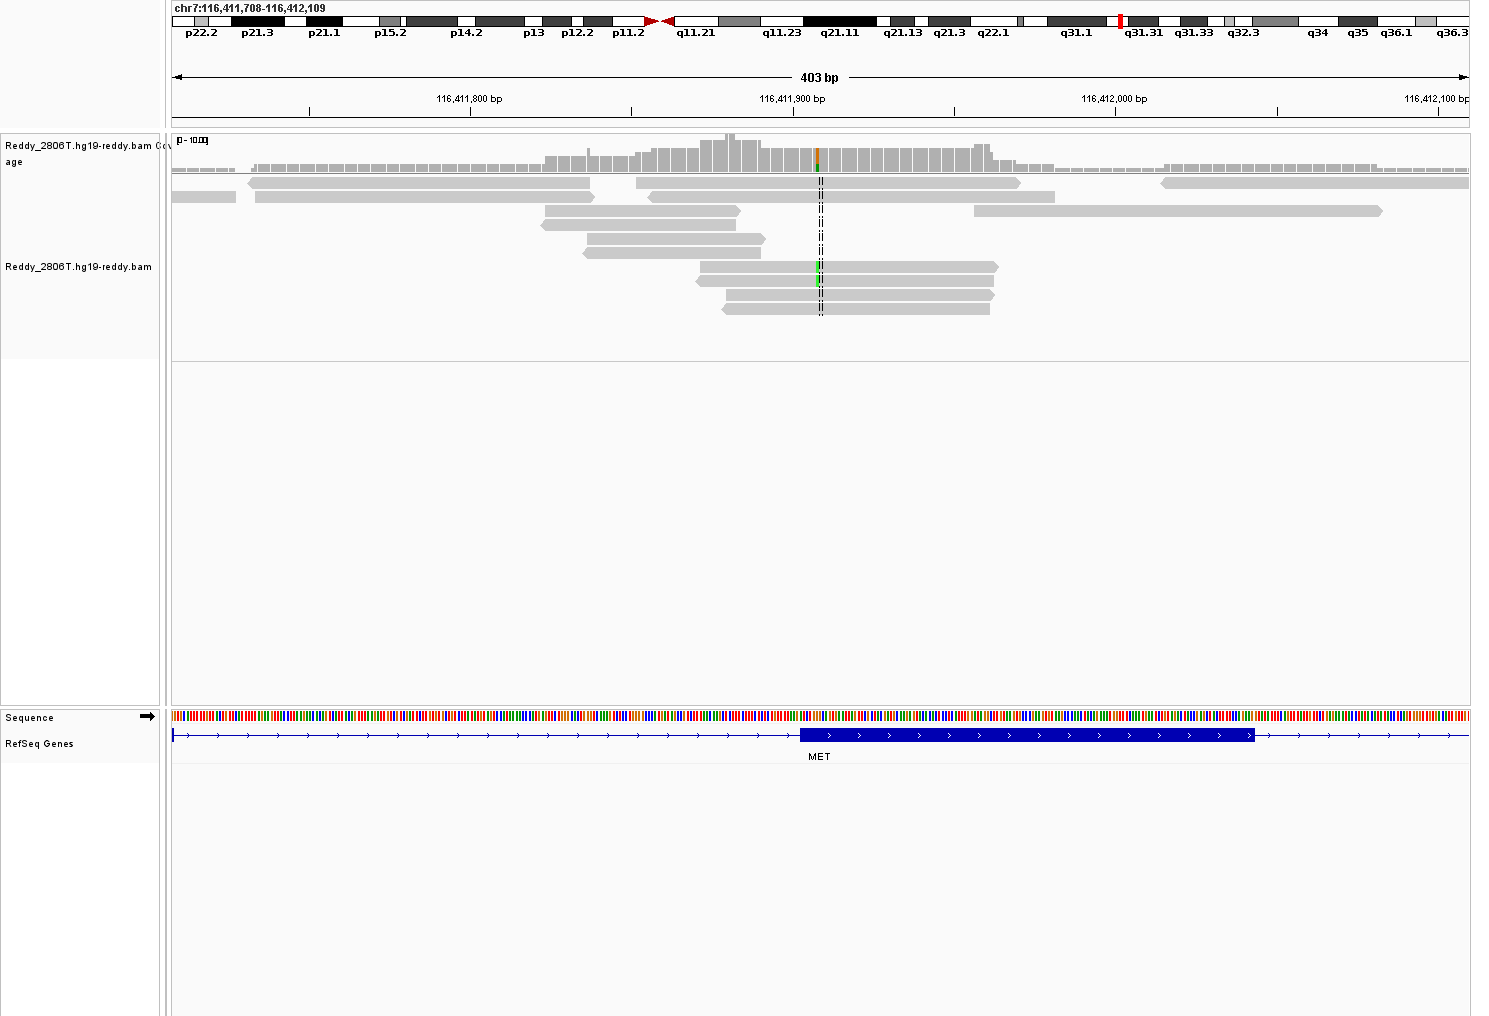 chr7:116,411,708-116,412,109
p22.2 p21.3 p21.1 p15.2 p14.2 p13 p12.2 p11.2 q11.21 q11.23 q21.11 q21.13 q21.3 q22.1 q31.1 q31.31 q31.33 q32.3 q34 q35 q36.1 q36.3
403 bp
116,411,800 bp 116,411,900 bp 116,412,000 bp 116,412,100 bp
[0 - 10.00]
Reddy_2806T.hg19-reddy.bam Cov
age
Reddy_2806T.hg19-reddy.bam
Sequence
RefSeq Genes
MET